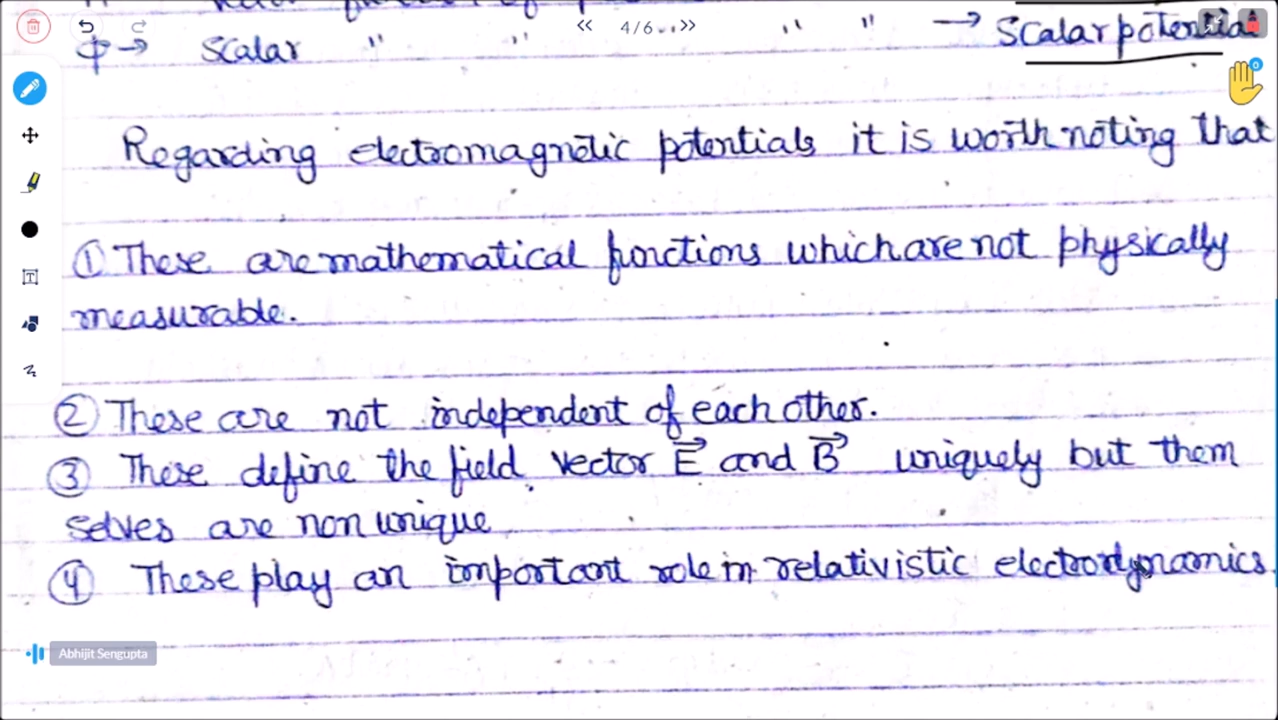 4/6
φ → Scalar " " " " → Scalar potential
Regarding electromagnetic potentials it is worth noting that
① These are mathematical functions which are not physically
measurable.
② These are not independent of each other.
③ These define the field vector E⃗ and B⃗ uniquely but them
selves are non unique
④ These play an important role in relativistic electrodynamics.
Abhijit Sengupta